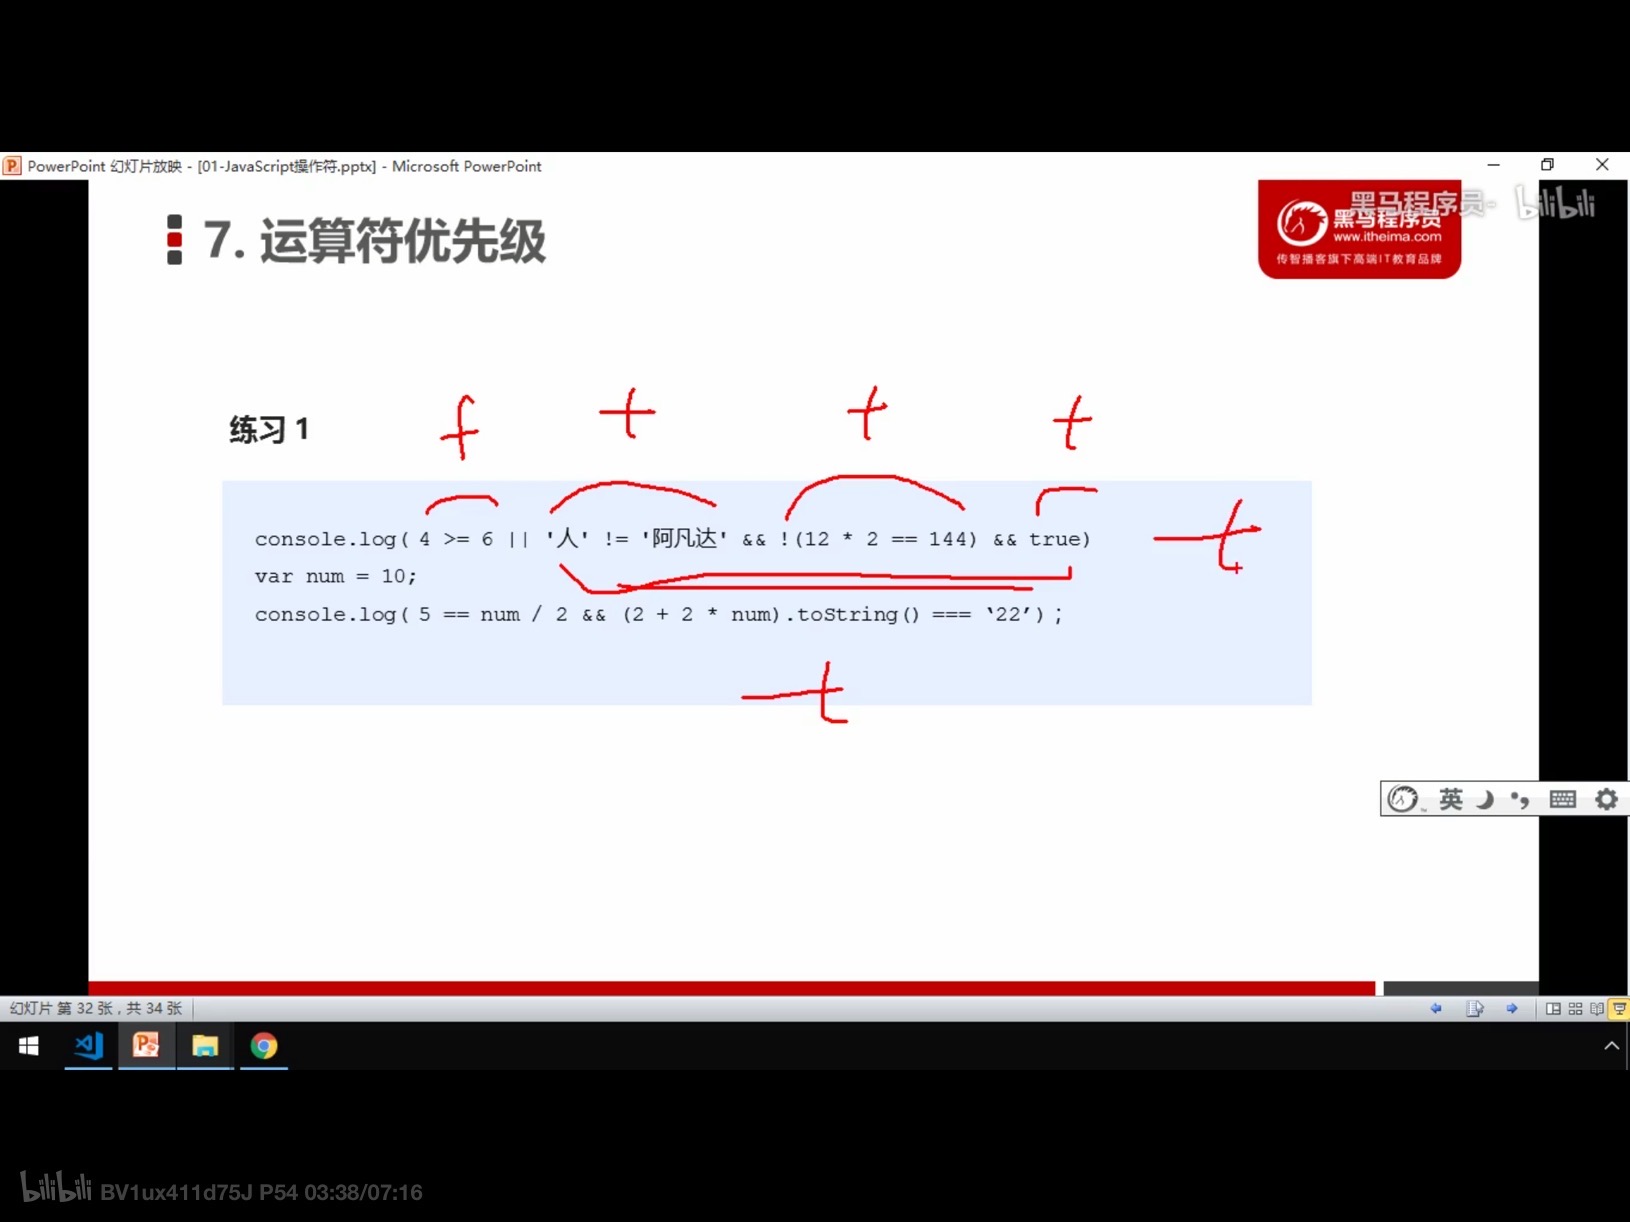 PowerPoint 幻灯片放映 - [01-JavaScript操作符.pptx] - Microsoft PowerPoint
7. 运算符优先级
黑马程序员- bilibili
黑马程序员
www.itheima.com
传智播客旗下高端IT教育品牌
f t t t
练习 1
console.log( 4 >= 6 || '人' != '阿凡达' && !(12 * 2 == 144) && true)
t
var num = 10;
console.log( 5 == num / 2 && (2 + 2 * num).toString() === ‘22’) ;
t
英
幻灯片 第 32 张，共 34 张
bilibili BV1ux411d75J P54 03:38/07:16